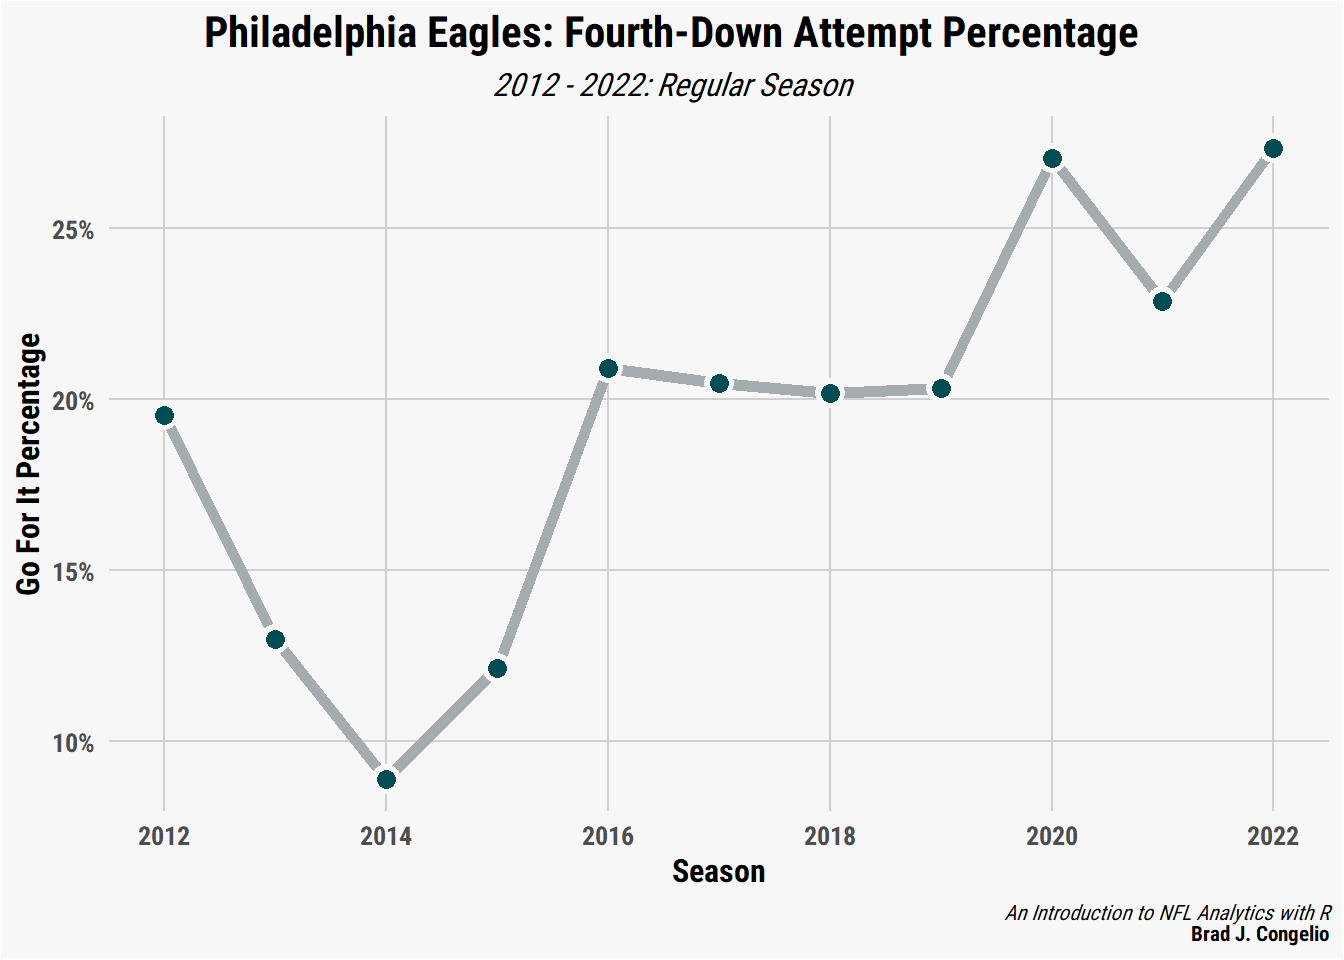 Philadelphia Eagles: Fourth-Down Attempt Percentage
2012 - 2022: Regular Season
Go For It Percentage
25%
20%
15%
10%
2012 2014 2016 2018 2020 2022
Season
An Introduction to NFL Analytics with R
Brad J. Congelio